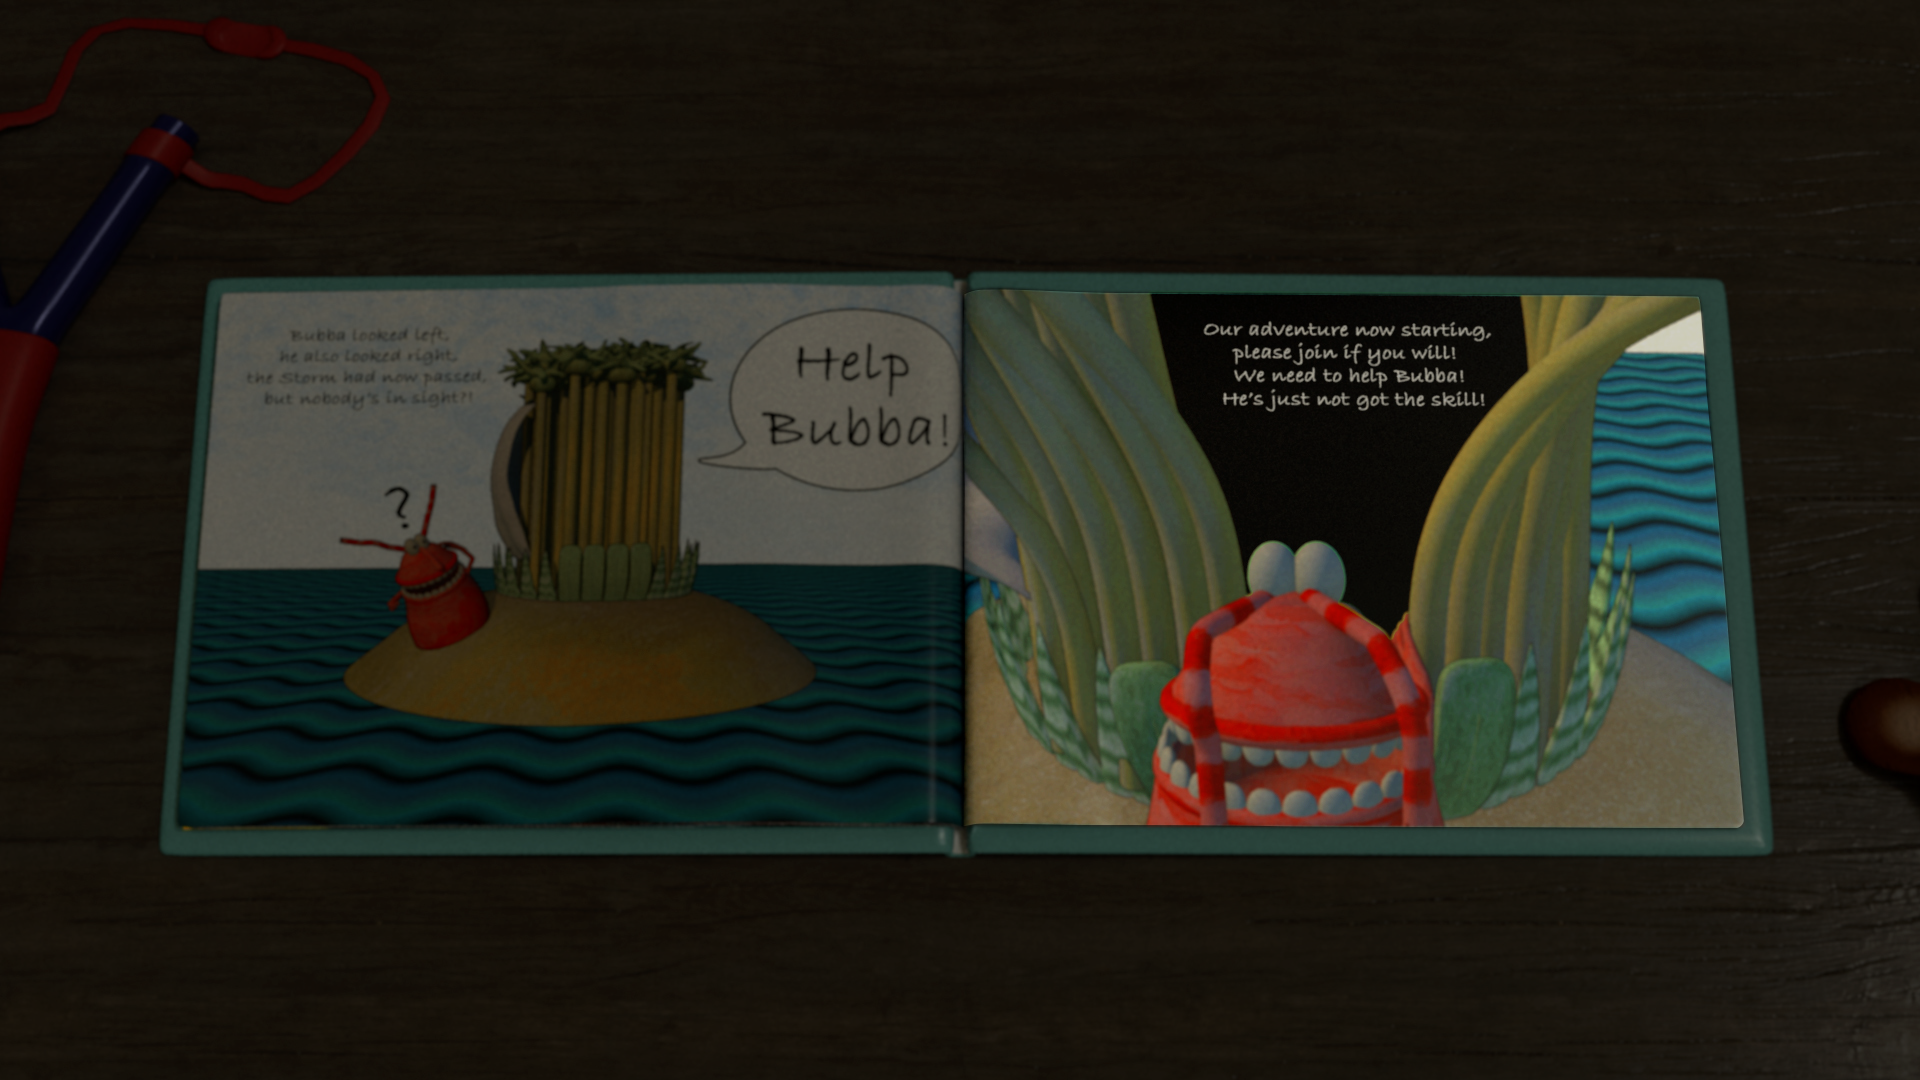 Bubba looked left,
he also looked right,
the Storm had now passed,
but nobody's in sight?!
?
Help
Bubba!
Our adventure now starting,
please join if you will!
We need to help Bubba!
He's just not got the skill!